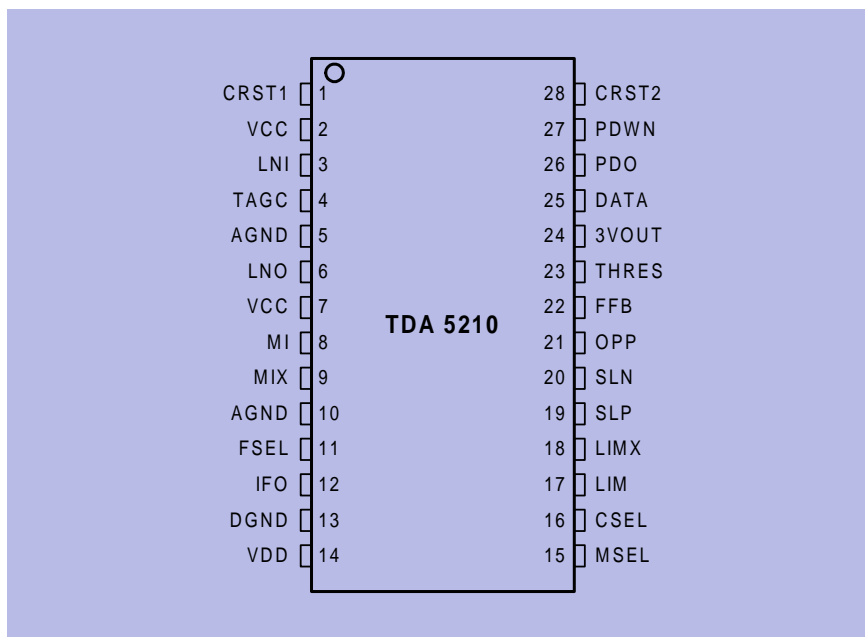 CRST1 1 28 CRST2
VCC 2 27 PDWN
LNI 3 26 PDO
TAGC 4 25 DATA
AGND 5 24 3VOUT
LNO 6 23 THRES
VCC 7 22 FFB
TDA 5210
MI 8 21 OPP
MIX 9 20 SLN
AGND 10 19 SLP
FSEL 11 18 LIMX
IFO 12 17 LIM
DGND 13 16 CSEL
VDD 14 15 MSEL